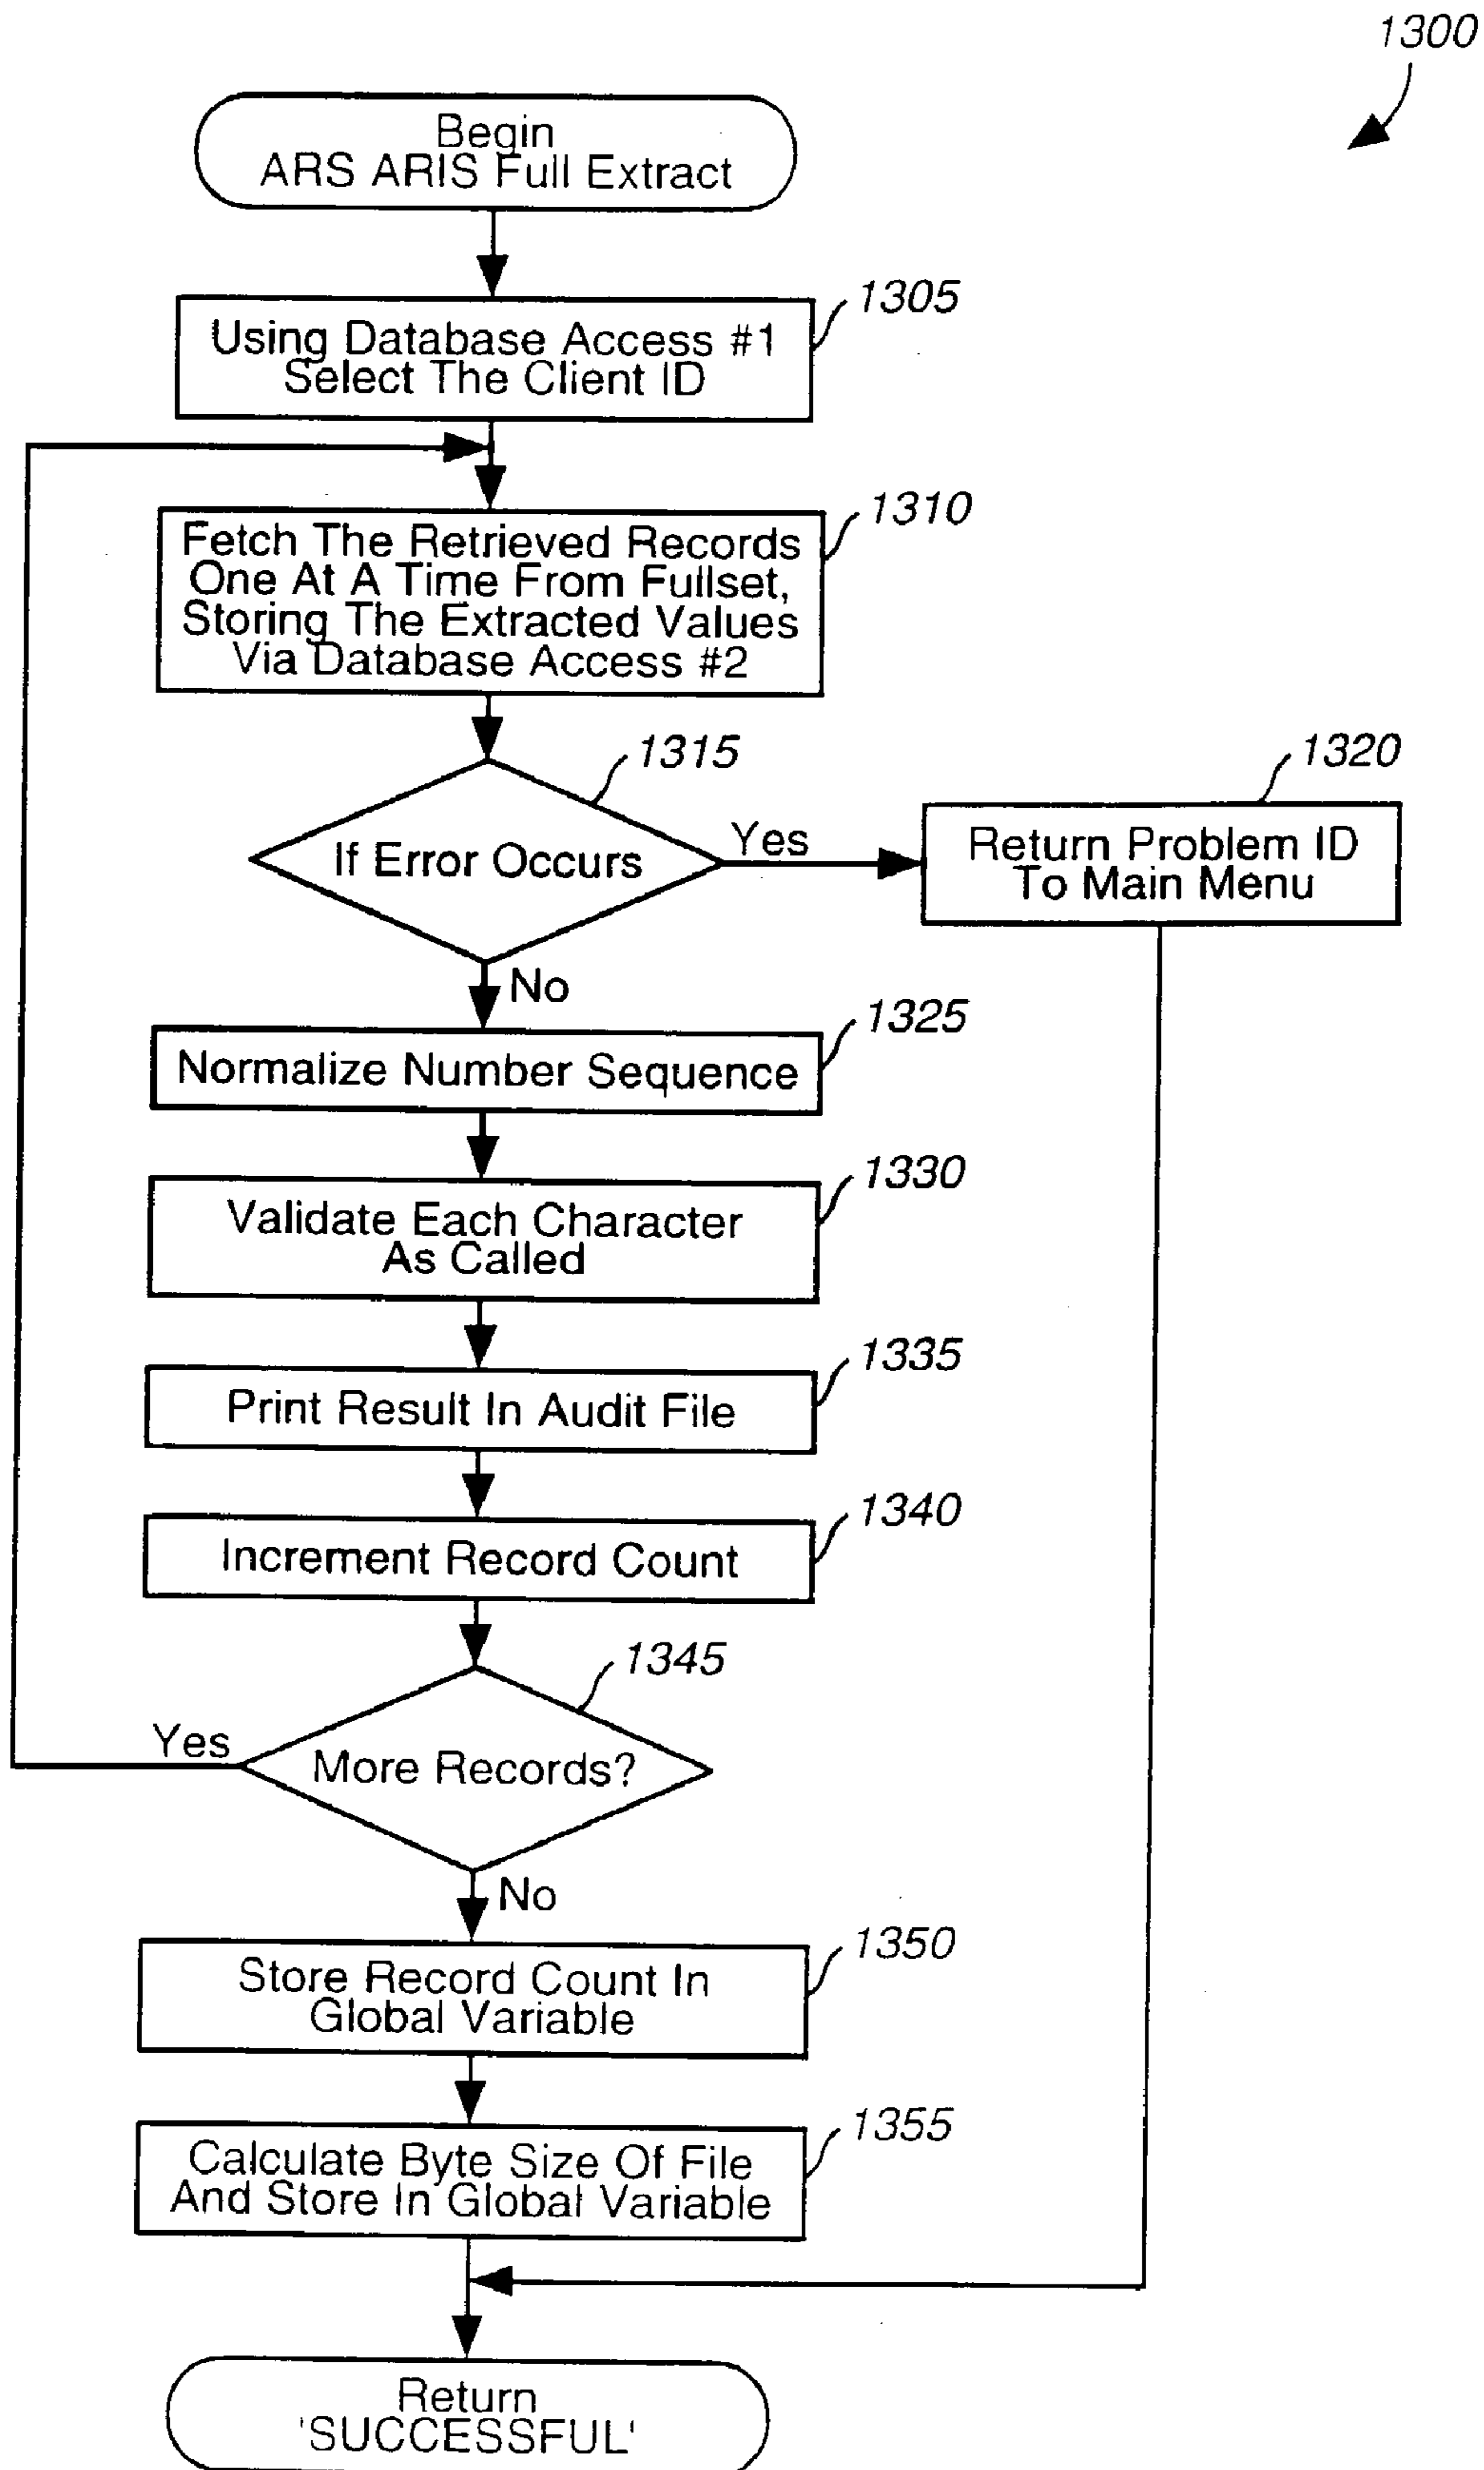 1300
Begin
ARS ARIS Full Extract
1305
Using Database Access #1
Select The Client ID
1310
Fetch The Retrieved Records
One At A Time From Fullset,
Storing The Extracted Values
Via Database Access #2
1315
If Error Occurs
Yes
1320
Return Problem ID
To Main Menu
No
1325
Normalize Number Sequence
1330
Validate Each Character
As Called
1335
Print Result In Audit File
1340
Increment Record Count
1345
Yes
More Records?
No
1350
Store Record Count In
Global Variable
1355
Calculate Byte Size Of File
And Store In Global Variable
Return
'SUCCESSFUL'